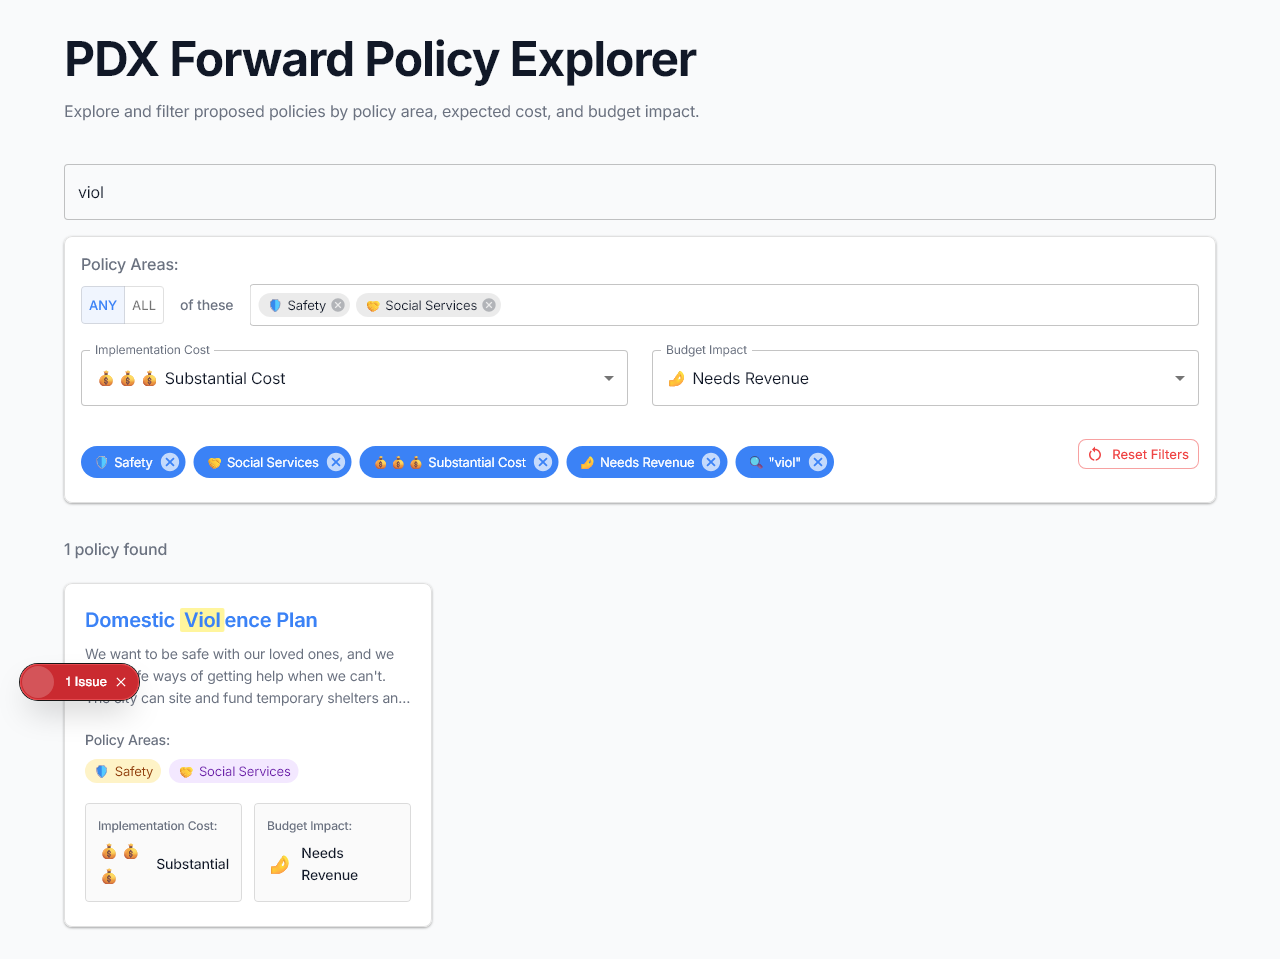 PDX Forward Policy Explorer
Explore and filter proposed policies by policy area, expected cost, and budget impact.
viol
Policy Areas:
ANY ALL of these Safety Social Services
Implementation Cost
Substantial Cost
Budget Impact
Needs Revenue
Safety Social Services Substantial Cost Needs Revenue "viol"
Reset Filters
1 policy found
Domestic Violence Plan
We want to be safe with our loved ones, and we
ways of getting help when we can't.
city can site and fund temporary shelters an...
1 Issue
Policy Areas:
Safety Social Services
Implementation Cost:
Substantial
Budget Impact:
Needs
Revenue